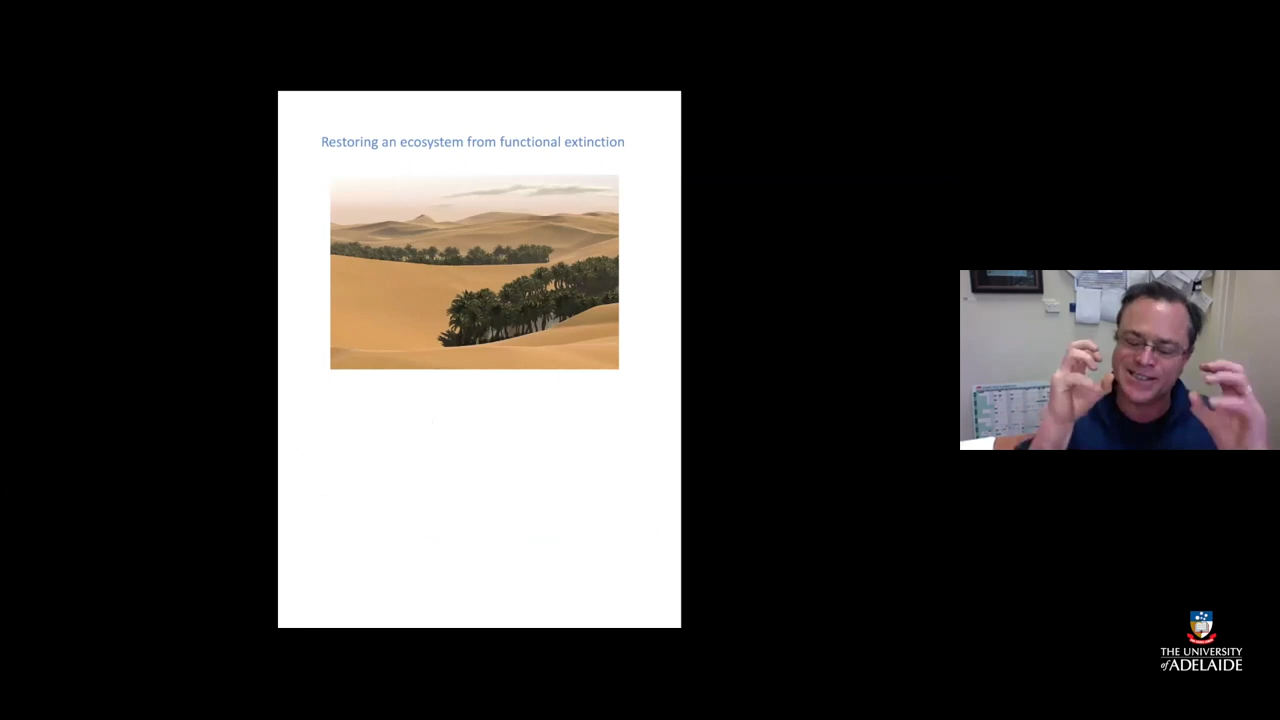 Restoring an ecosystem from functional extinction
THE UNIVERSITY
of ADELAIDE